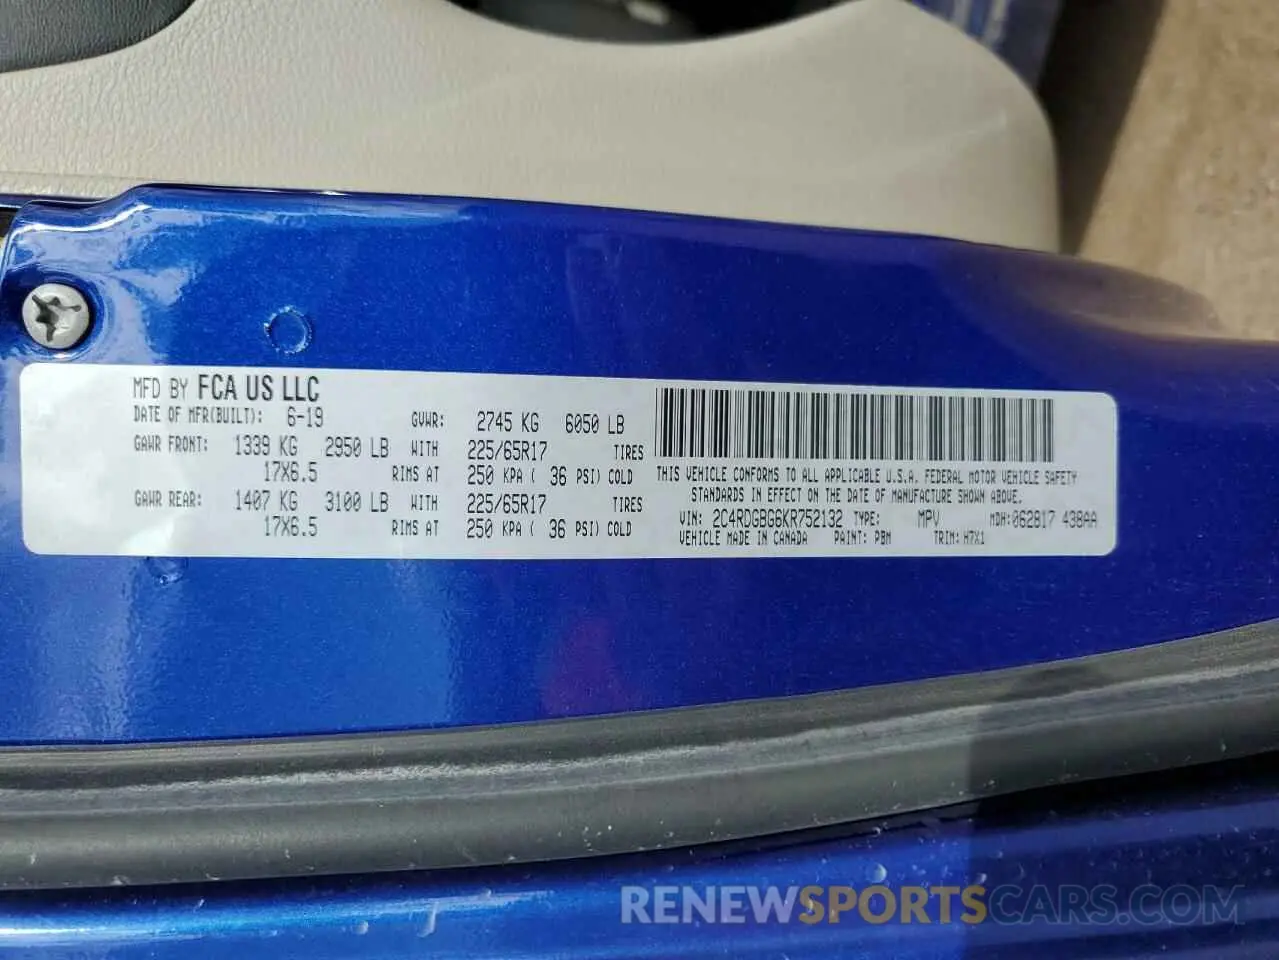 MFD BY FCA US LLC
DATE OF MFR(BUILT): 6-19 GVWR: 2745 KG 6050 LB
GAWR FRONT: 1339 KG 2950 LB WITH 225/65R17 TIRES
17X6.5 RIMS AT 250 KPA ( 36 PSI) COLD
GAWR REAR: 1407 KG 3100 LB WITH 225/65R17 TIRES
17X6.5 RIMS AT 250 KPA ( 36 PSI) COLD
THIS VEHICLE CONFORMS TO ALL APPLICABLE U.S.A. FEDERAL MOTOR VEHICLE SAFETY
STANDARDS IN EFFECT ON THE DATE OF MANUFACTURE SHOWN ABOVE.
VIN: 2C4RDGBG6KR752132 TYPE: MPV MDH:062817 438AA
VEHICLE MADE IN CANADA PAINT: PBM TRIM: H7X1
RENEWSPORTSCARS.COM